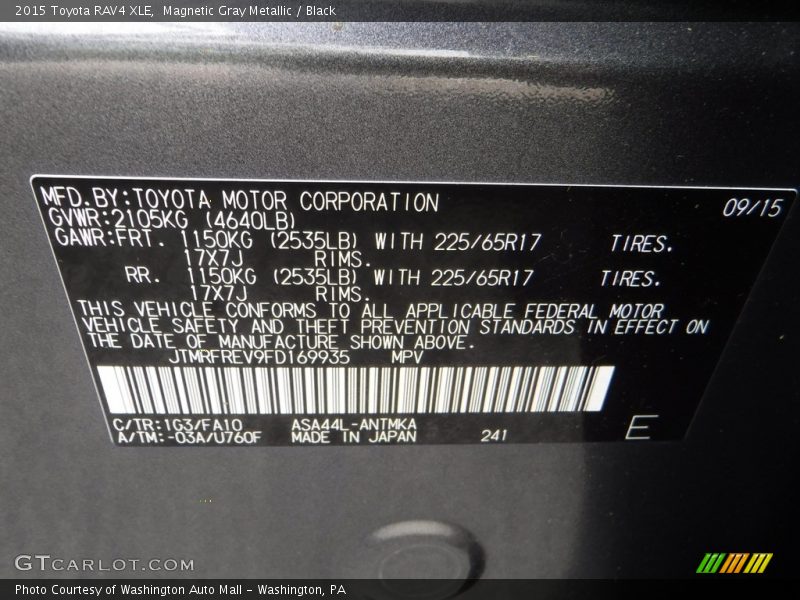 2015 Toyota RAV4 XLE, Magnetic Gray Metallic / Black
MFD.BY:TOYOTA MOTOR CORPORATION 09/15
GVWR:2105KG (4640LB)
GAWR:FRT. 1150KG (2535LB) WITH 225/65R17 TIRES.
17X7J RIMS.
RR. 1150KG (2535LB) WITH 225/65R17 TIRES.
17X7J RIMS.
THIS VEHICLE CONFORMS TO ALL APPLICABLE FEDERAL MOTOR
VEHICLE SAFETY AND THEFT PREVENTION STANDARDS IN EFFECT ON
THE DATE OF MANUFACTURE SHOWN ABOVE.
JTMRFREV9FD169935 MPV
C/TR:1G3/FA10 ASA44L-ANTMKA
A/TM:-03A/U760F MADE IN JAPAN 241 E
GTCARLOT.COM
Photo Courtesy of Washington Auto Mall - Washington, PA